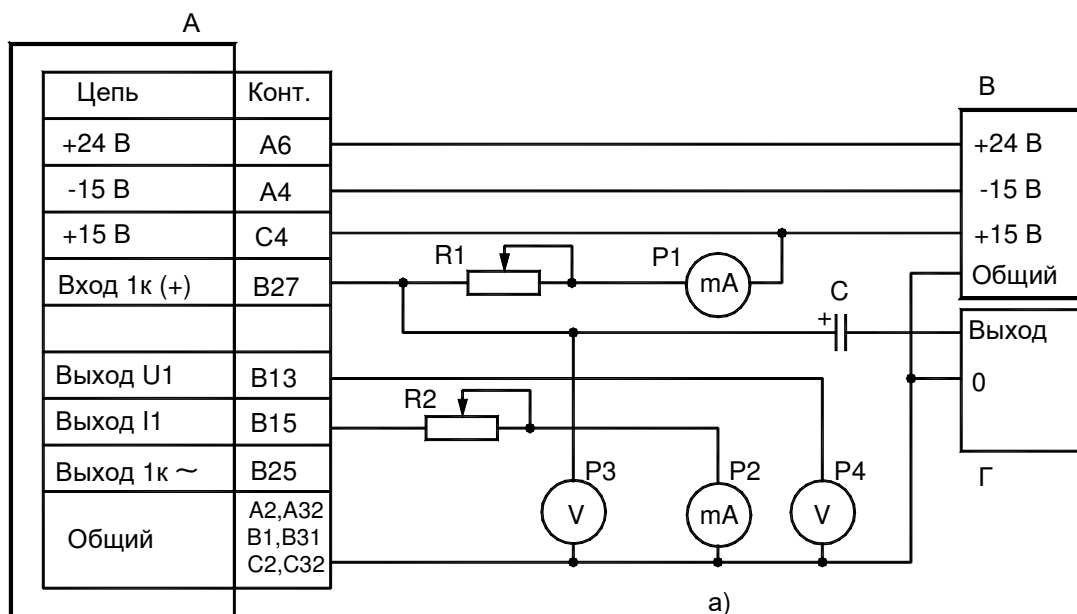 А
Цепь Конт.
+24 В А6
-15 В А4
+15 В С4
Вход 1к (+) В27
Выход U1 В13
Выход I1 В15
Выход 1к ~ В25
Общий А2,А32
В1,В31
С2,С32
R1
P1
mA
C
+
R2
P3
V
P2
mA
P4
V
В
+24 В
-15 В
+15 В
Общий
Выход
0
Г
а)